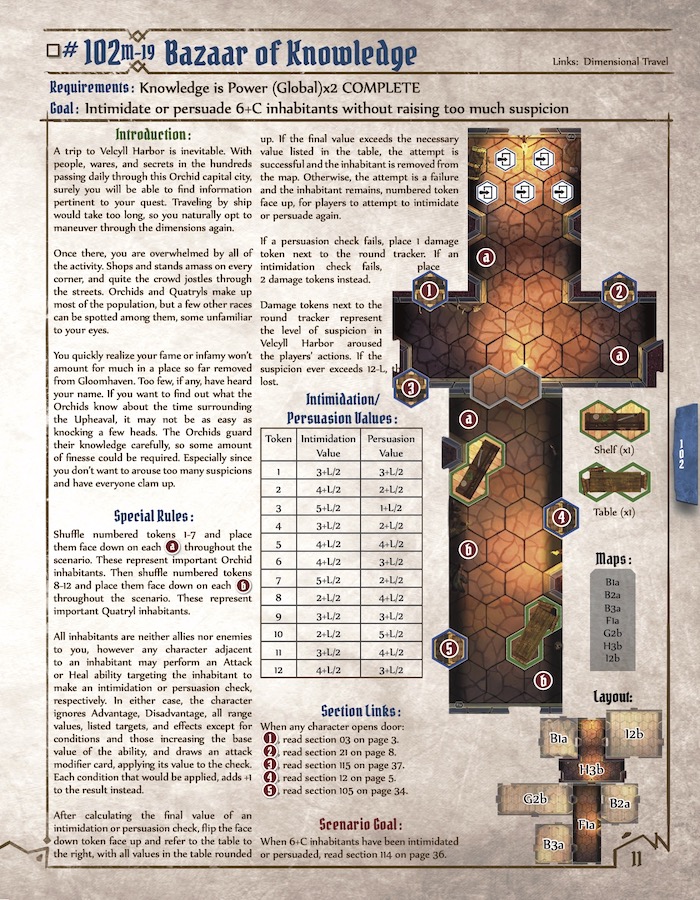 # 102 M-19 Bazaar of Knowledge
Links: Dimensional Travel
Requirements: Knowledge is Power (Global)x2 COMPLETE
Goal: Intimidate or persuade 6+C inhabitants without raising too much suspicion
Introduction:
A trip to Velcyll Harbor is inevitable. With
people, wares, and secrets in the hundreds
passing daily through this Orchid capital city,
surely you will be able to find information
pertinent to your quest. Traveling by ship
would take too long, so you naturally opt to
maneuver through the dimensions again.
Once there, you are overwhelmed by all of
the activity. Shops and stands amass on every
corner, and quite the crowd jostles through
the streets. Orchids and Quatryls make up
most of the population, but a few other races
can be spotted among them, some unfamiliar
to your eyes.
You quickly realize your fame or infamy won't
amount for much in a place so far removed
from Gloomhaven. Too few, if any, have heard
your name. If you want to find out what the
Orchids know about the time surrounding
the Upheaval, it may not be as easy as
knocking a few heads. The Orchids guard
their knowledge carefully, so some amount
of finesse could be required. Especially since
you don't want to arouse too many suspicions
and have everyone clam up.
Special Rules:
Shuffle numbered tokens 1-7 and place
them face down on each a throughout the
scenario. These represent important Orchid
inhabitants. Then shuffle numbered tokens
8-12 and place them face down on each b
throughout the scenario. These represent
important Quatryl inhabitants.
All inhabitants are neither allies nor enemies
to you, however any character adjacent
to an inhabitant may perform an Attack
or Heal ability targeting the inhabitant to
make an intimidation or persuasion check,
respectively. In either case, the character
ignores Advantage, Disadvantage, all range
values, listed targets, and effects except for
conditions and those increasing the base
value of the ability, and draws an attack
modifier card, applying its value to the check.
Each condition that would be applied, adds +1
to the result instead.
After calculating the final value of an
intimidation or persuasion check, flip the face
down token face up and refer to the table to
the right, with all values in the table rounded
up. If the final value exceeds the necessary
value listed in the table, the attempt is
successful and the inhabitant is removed from
the map. Otherwise, the attempt is a failure
and the inhabitant remains, numbered token
face up, for players to attempt to intimidate
or persuade again.
If a persuasion check fails, place 1 damage
token next to the round tracker. If an
intimidation check fails, place
2 damage tokens instead.
Damage tokens next to the
round tracker represent
the level of suspicion in
Velcyll Harbor aroused
the players' actions. If the
suspicion ever exceeds 12-L, th
lost.
Intimidation/
Persuasion Values:
Token Intimidation Value Persuasion Value
1 3+L/2 3+L/2
2 4+L/2 2+L/2
3 5+L/2 1+L/2
4 3+L/2 2+L/2
5 4+L/2 4+L/2
6 4+L/2 3+L/2
7 5+L/2 2+L/2
8 2+L/2 4+L/2
9 3+L/2 3+L/2
10 2+L/2 5+L/2
11 3+L/2 4+L/2
12 4+L/2 3+L/2
Section Links:
When any character opens door:
1, read section 03 on page 3.
2, read section 21 on page 8.
3, read section 115 on page 37.
4, read section 12 on page 5.
5, read section 105 on page 34.
Scenario Goal:
When 6+C inhabitants have been intimidated
or persuaded, read section 114 on page 36.
a
1
2
a
3
a
4
b
5
b
Shelf (x1)
Table (x1)
102
Maps:
B1a
B2a
B3a
F1a
G2b
H3b
I2b
Layout:
B1a
I2b
H3b
G2b
B2a
F1a
B3a
11